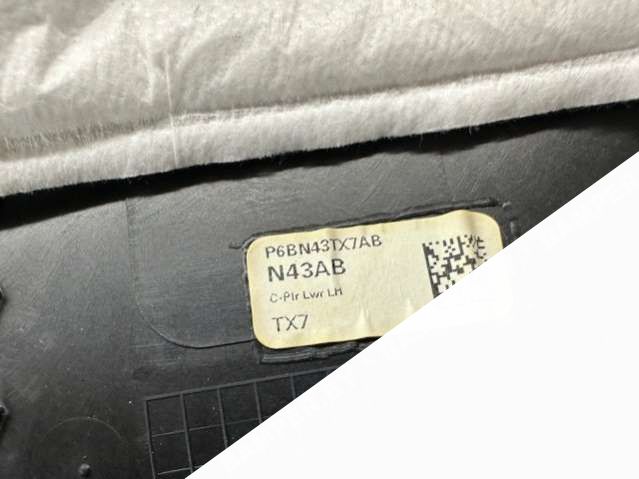 P6BN43TX7AB
N43AB
C-Plr Lwr LH
TX7